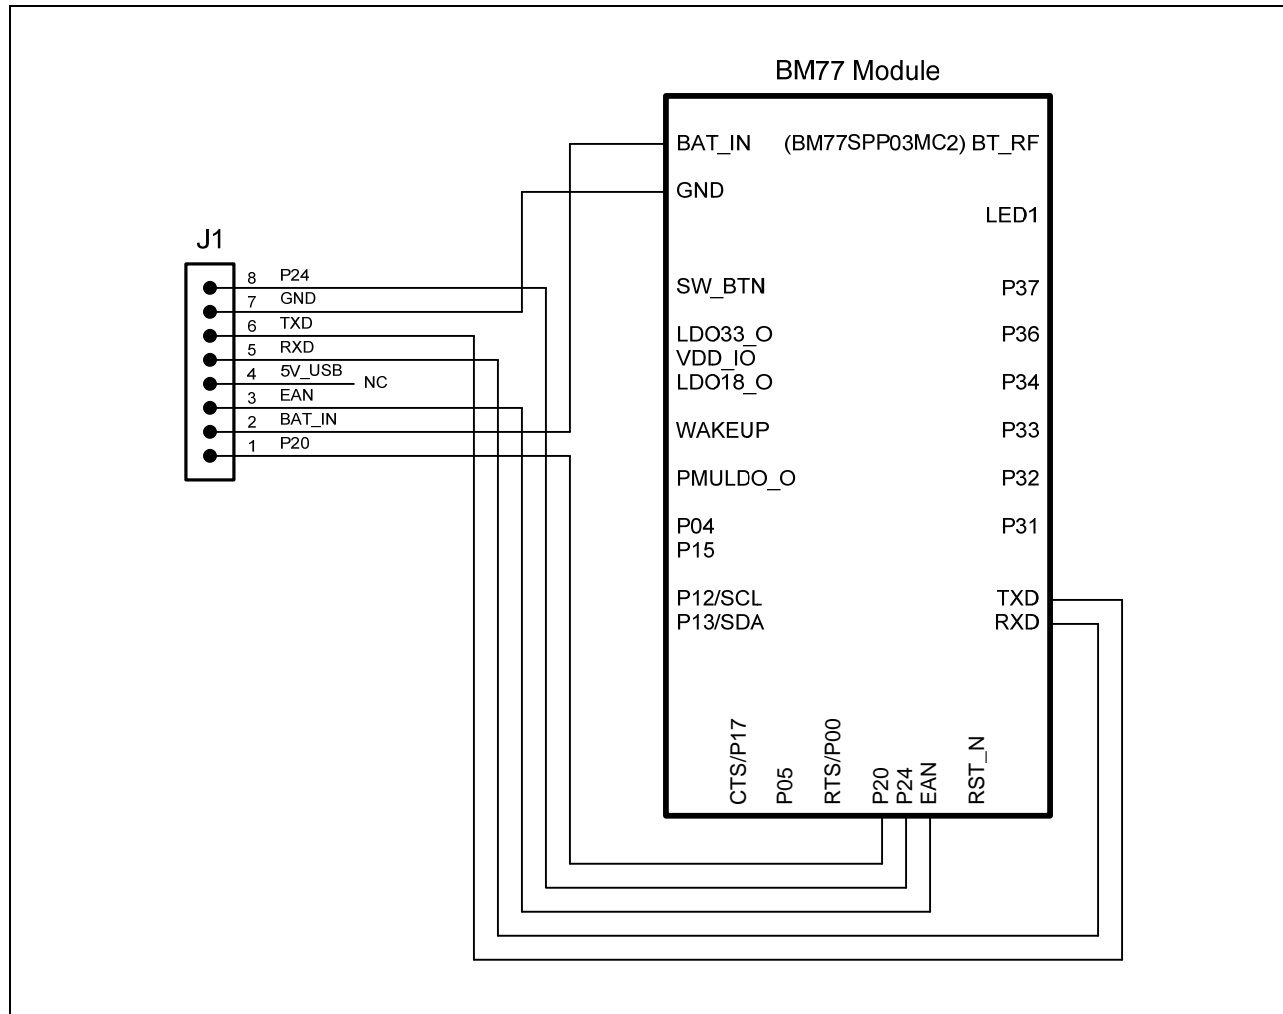 BM77 Module
BAT_IN (BM77SPP03MC2) BT_RF
GND
LED1
J1
8 P24
7 GND
6 TXD
5 RXD
4 5V_USB NC
3 EAN
2 BAT_IN
1 P20
SW_BTN P37
LDO33_O P36
VDD_IO
LDO18_O P34
WAKEUP P33
PMULDO_O P32
P04 P31
P15
P12/SCL TXD
P13/SDA RXD
CTS/P17
P05
RTS/P00
P20
P24
EAN
RST_N